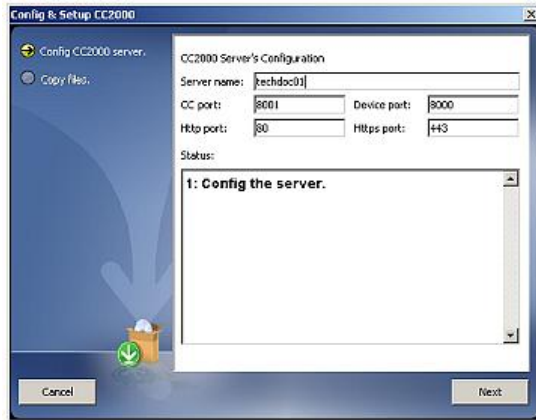 Config & Setup CC2000
Config CC2000 server.
Copy files.
CC2000 Server's Configuration
Server name: techdoc01
CC port: 8001 Device port: 8000
Http port: 80 Https port: 443
Status:
1: Config the server.
Cancel Next